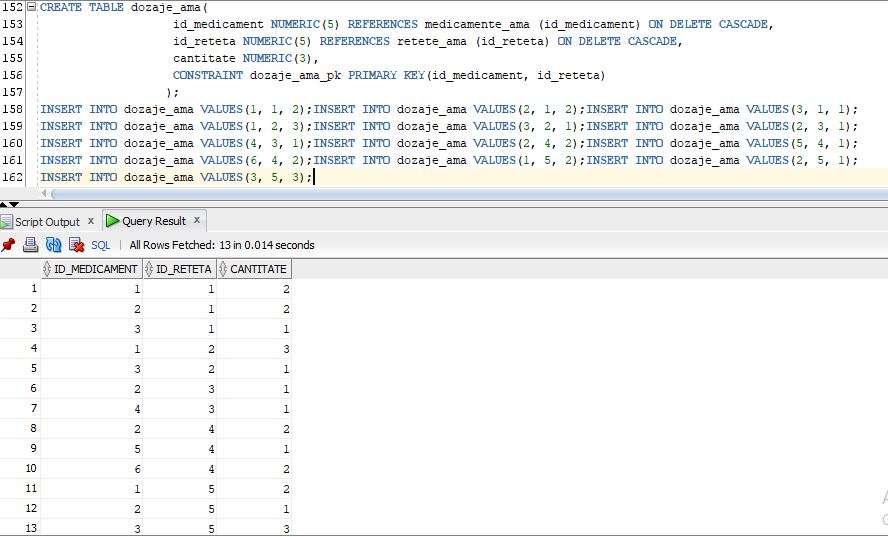 152 CREATE TABLE dozaje_ama(
153 id_medicament NUMERIC(5) REFERENCES medicamente_ama (id_medicament) ON DELETE CASCADE,
154 id_reteta NUMERIC(5) REFERENCES retete_ama (id_reteta) ON DELETE CASCADE,
155 cantitate NUMERIC(3),
156 CONSTRAINT dozaje_ama_pk PRIMARY KEY(id_medicament, id_reteta)
157 );
158 INSERT INTO dozaje_ama VALUES(1, 1, 2);INSERT INTO dozaje_ama VALUES(2, 1, 2);INSERT INTO dozaje_ama VALUES(3, 1, 1);
159 INSERT INTO dozaje_ama VALUES(1, 2, 3);INSERT INTO dozaje_ama VALUES(3, 2, 1);INSERT INTO dozaje_ama VALUES(2, 3, 1);
160 INSERT INTO dozaje_ama VALUES(4, 3, 1);INSERT INTO dozaje_ama VALUES(2, 4, 2);INSERT INTO dozaje_ama VALUES(5, 4, 1);
161 INSERT INTO dozaje_ama VALUES(6, 4, 2);INSERT INTO dozaje_ama VALUES(1, 5, 2);INSERT INTO dozaje_ama VALUES(2, 5, 1);
162 INSERT INTO dozaje_ama VALUES(3, 5, 3);
Script Output x Query Result x
SQL | All Rows Fetched: 13 in 0.014 seconds
ID_MEDICAMENT ID_RETETA CANTITATE
1 1 1 2
2 2 1 2
3 3 1 1
4 1 2 3
5 3 2 1
6 2 3 1
7 4 3 1
8 2 4 2
9 5 4 1
10 6 4 2
11 1 5 2
12 2 5 1
13 3 5 3